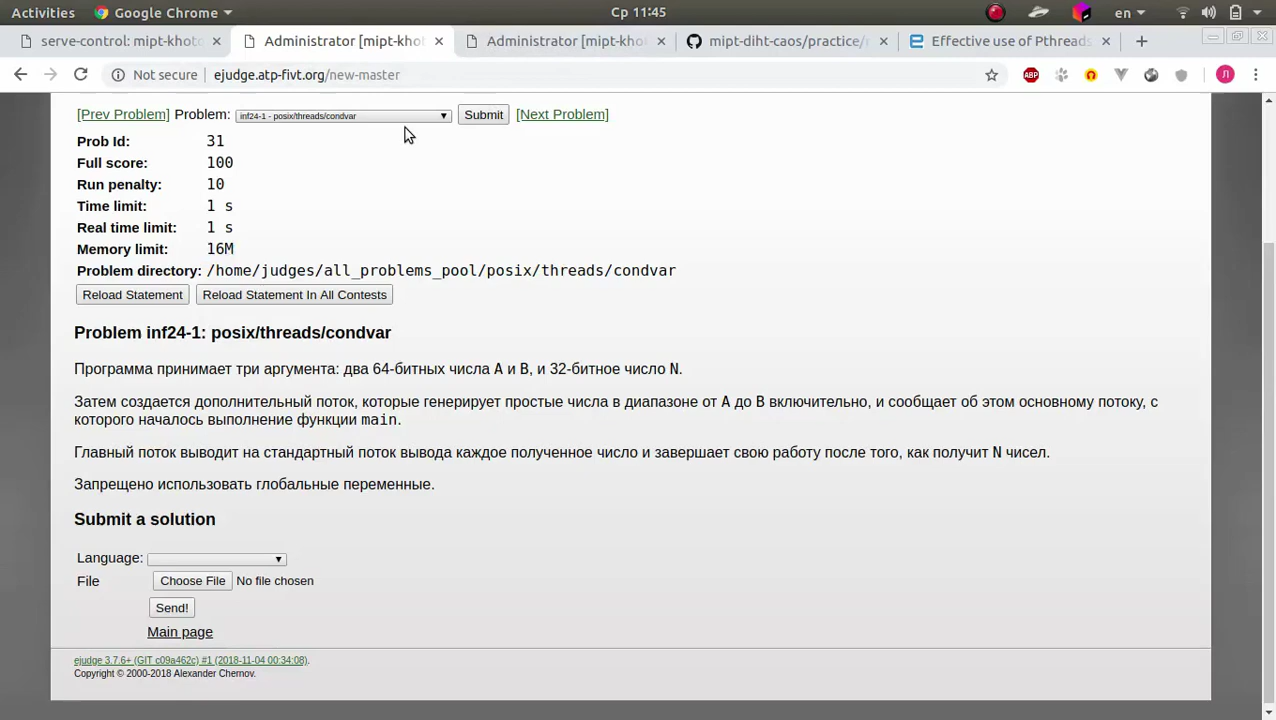 Activities Google Chrome Ср 11:45 en
serve-control: mipt-khoto Administrator [mipt-khot Administrator [mipt-khot mipt-diht-caos/practice/ Effective use of Pthreads
Not secure ejudge.atp-fivt.org/new-master ABP Л
[Prev Problem] Problem: inf24-1 - posix/threads/condvar Submit [Next Problem]
Prob Id: 31
Full score: 100
Run penalty: 10
Time limit: 1 s
Real time limit: 1 s
Memory limit: 16M
Problem directory: /home/judges/all_problems_pool/posix/threads/condvar
Reload Statement Reload Statement In All Contests
Problem inf24-1: posix/threads/condvar
Программа принимает три аргумента: два 64-битных числа A и B, и 32-битное число N.
Затем создается дополнительный поток, которые генерирует простые числа в диапазоне от A до B включительно, и сообщает об этом основному потоку, с
которого началось выполнение функции main.
Главный поток выводит на стандартный поток вывода каждое полученное число и завершает свою работу после того, как получит N чисел.
Запрещено использовать глобальные переменные.
Submit a solution
Language:
File Choose File No file chosen
Send!
Main page
ejudge 3.7.6+ (GIT c09a462c) #1 (2018-11-04 00:34:08).
Copyright © 2000-2018 Alexander Chernov.